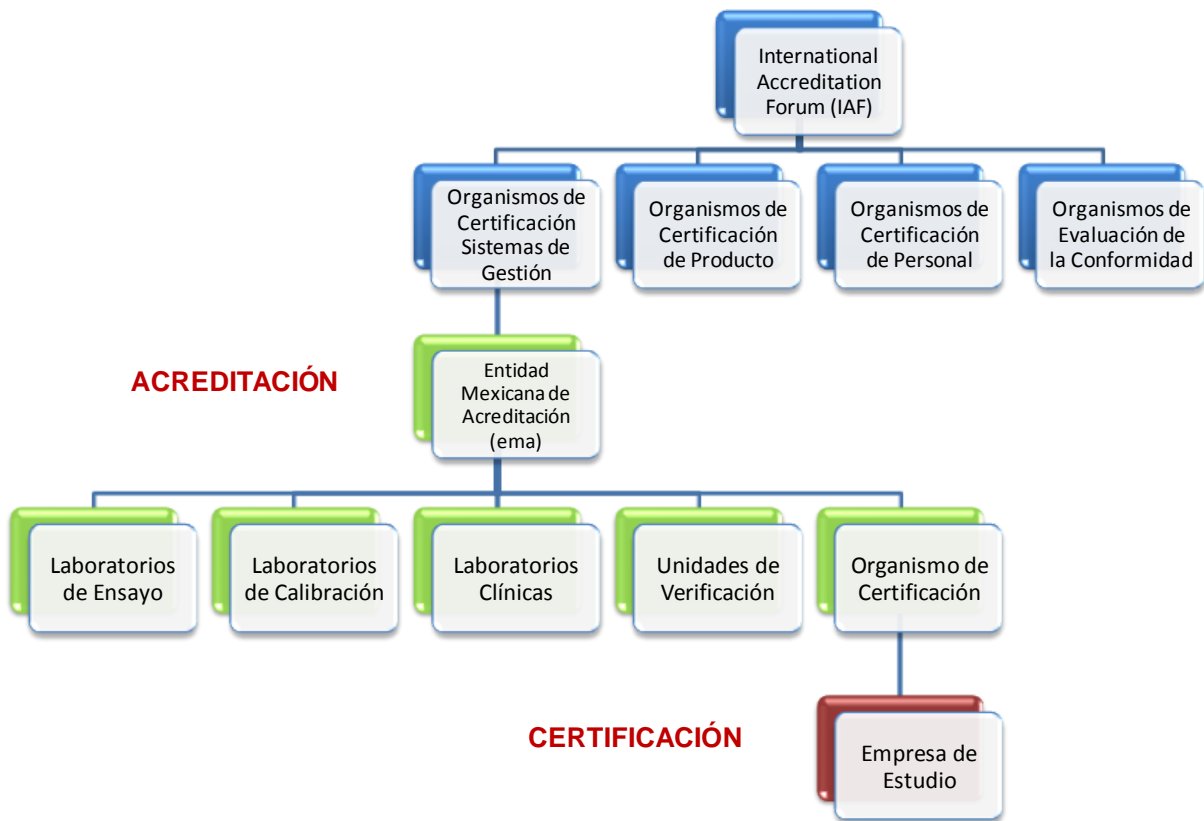 International
Accreditation
Forum (IAF)
Organismos de
Certificación
Sistemas de
Gestión
Organismos de
Certificación
de Producto
Organismos de
Certificación
de Personal
Organismos de
Evaluación de
la Conformidad
ACREDITACIÓN
Entidad
Mexicana de
Acreditación
(ema)
Laboratorios
de Ensayo
Laboratorios
de Calibración
Laboratorios
Clínicas
Unidades de
Verificación
Organismo de
Certificación
CERTIFICACIÓN
Empresa de
Estudio